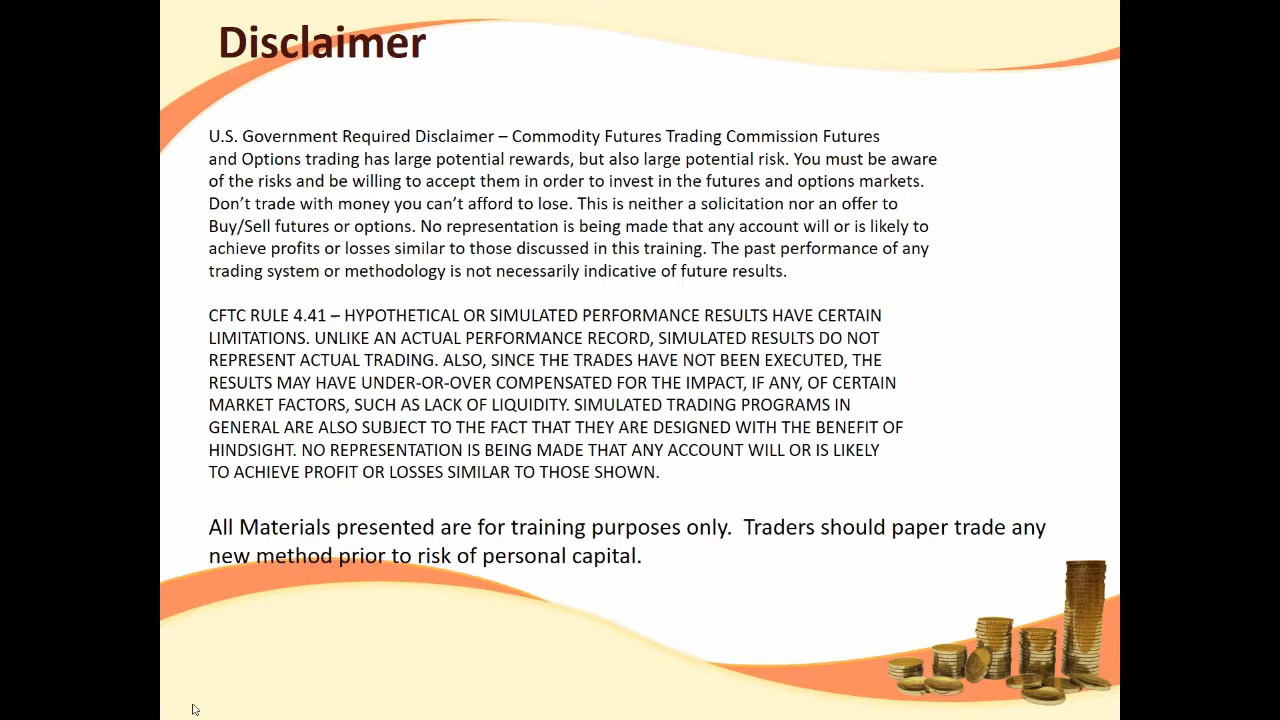 Disclaimer
U.S. Government Required Disclaimer – Commodity Futures Trading Commission Futures
and Options trading has large potential rewards, but also large potential risk. You must be aware
of the risks and be willing to accept them in order to invest in the futures and options markets.
Don’t trade with money you can’t afford to lose. This is neither a solicitation nor an offer to
Buy/Sell futures or options. No representation is being made that any account will or is likely to
achieve profits or losses similar to those discussed in this training. The past performance of any
trading system or methodology is not necessarily indicative of future results.
CFTC RULE 4.41 – HYPOTHETICAL OR SIMULATED PERFORMANCE RESULTS HAVE CERTAIN
LIMITATIONS. UNLIKE AN ACTUAL PERFORMANCE RECORD, SIMULATED RESULTS DO NOT
REPRESENT ACTUAL TRADING. ALSO, SINCE THE TRADES HAVE NOT BEEN EXECUTED, THE
RESULTS MAY HAVE UNDER-OR-OVER COMPENSATED FOR THE IMPACT, IF ANY, OF CERTAIN
MARKET FACTORS, SUCH AS LACK OF LIQUIDITY. SIMULATED TRADING PROGRAMS IN
GENERAL ARE ALSO SUBJECT TO THE FACT THAT THEY ARE DESIGNED WITH THE BENEFIT OF
HINDSIGHT. NO REPRESENTATION IS BEING MADE THAT ANY ACCOUNT WILL OR IS LIKELY
TO ACHIEVE PROFIT OR LOSSES SIMILAR TO THOSE SHOWN.
All Materials presented are for training purposes only.  Traders should paper trade any
new method prior to risk of personal capital.